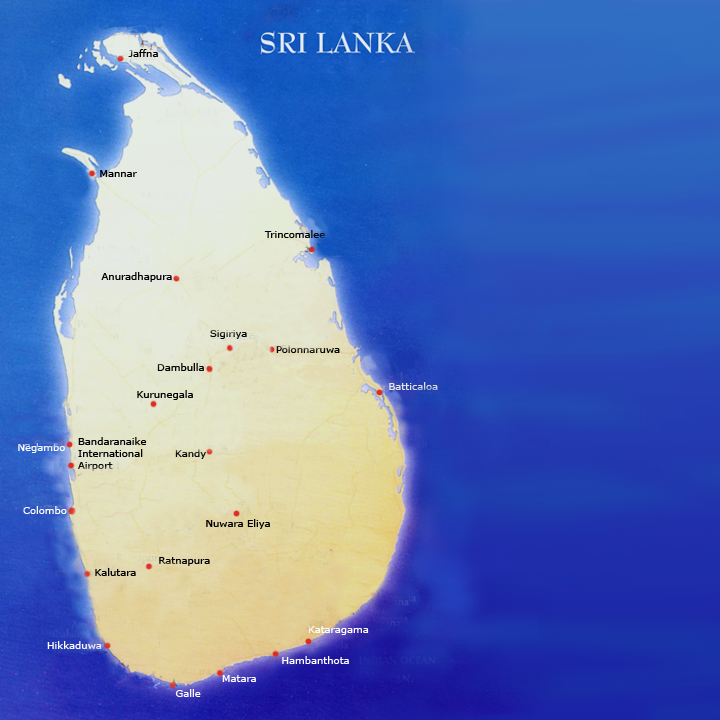 SRI LANKA
Jaffna
Mannar
Trincomalee
Anuradhapura
Sigiriya
Polonnaruwa
Dambulla
Batticaloa
Kurunegala
Negambo
Bandaranaike
International
Airport
Kandy
Colombo
Nuwara Eliya
Ratnapura
Kalutara
Kataragama
Hikkaduwa
Hambanthota
Matara
Galle